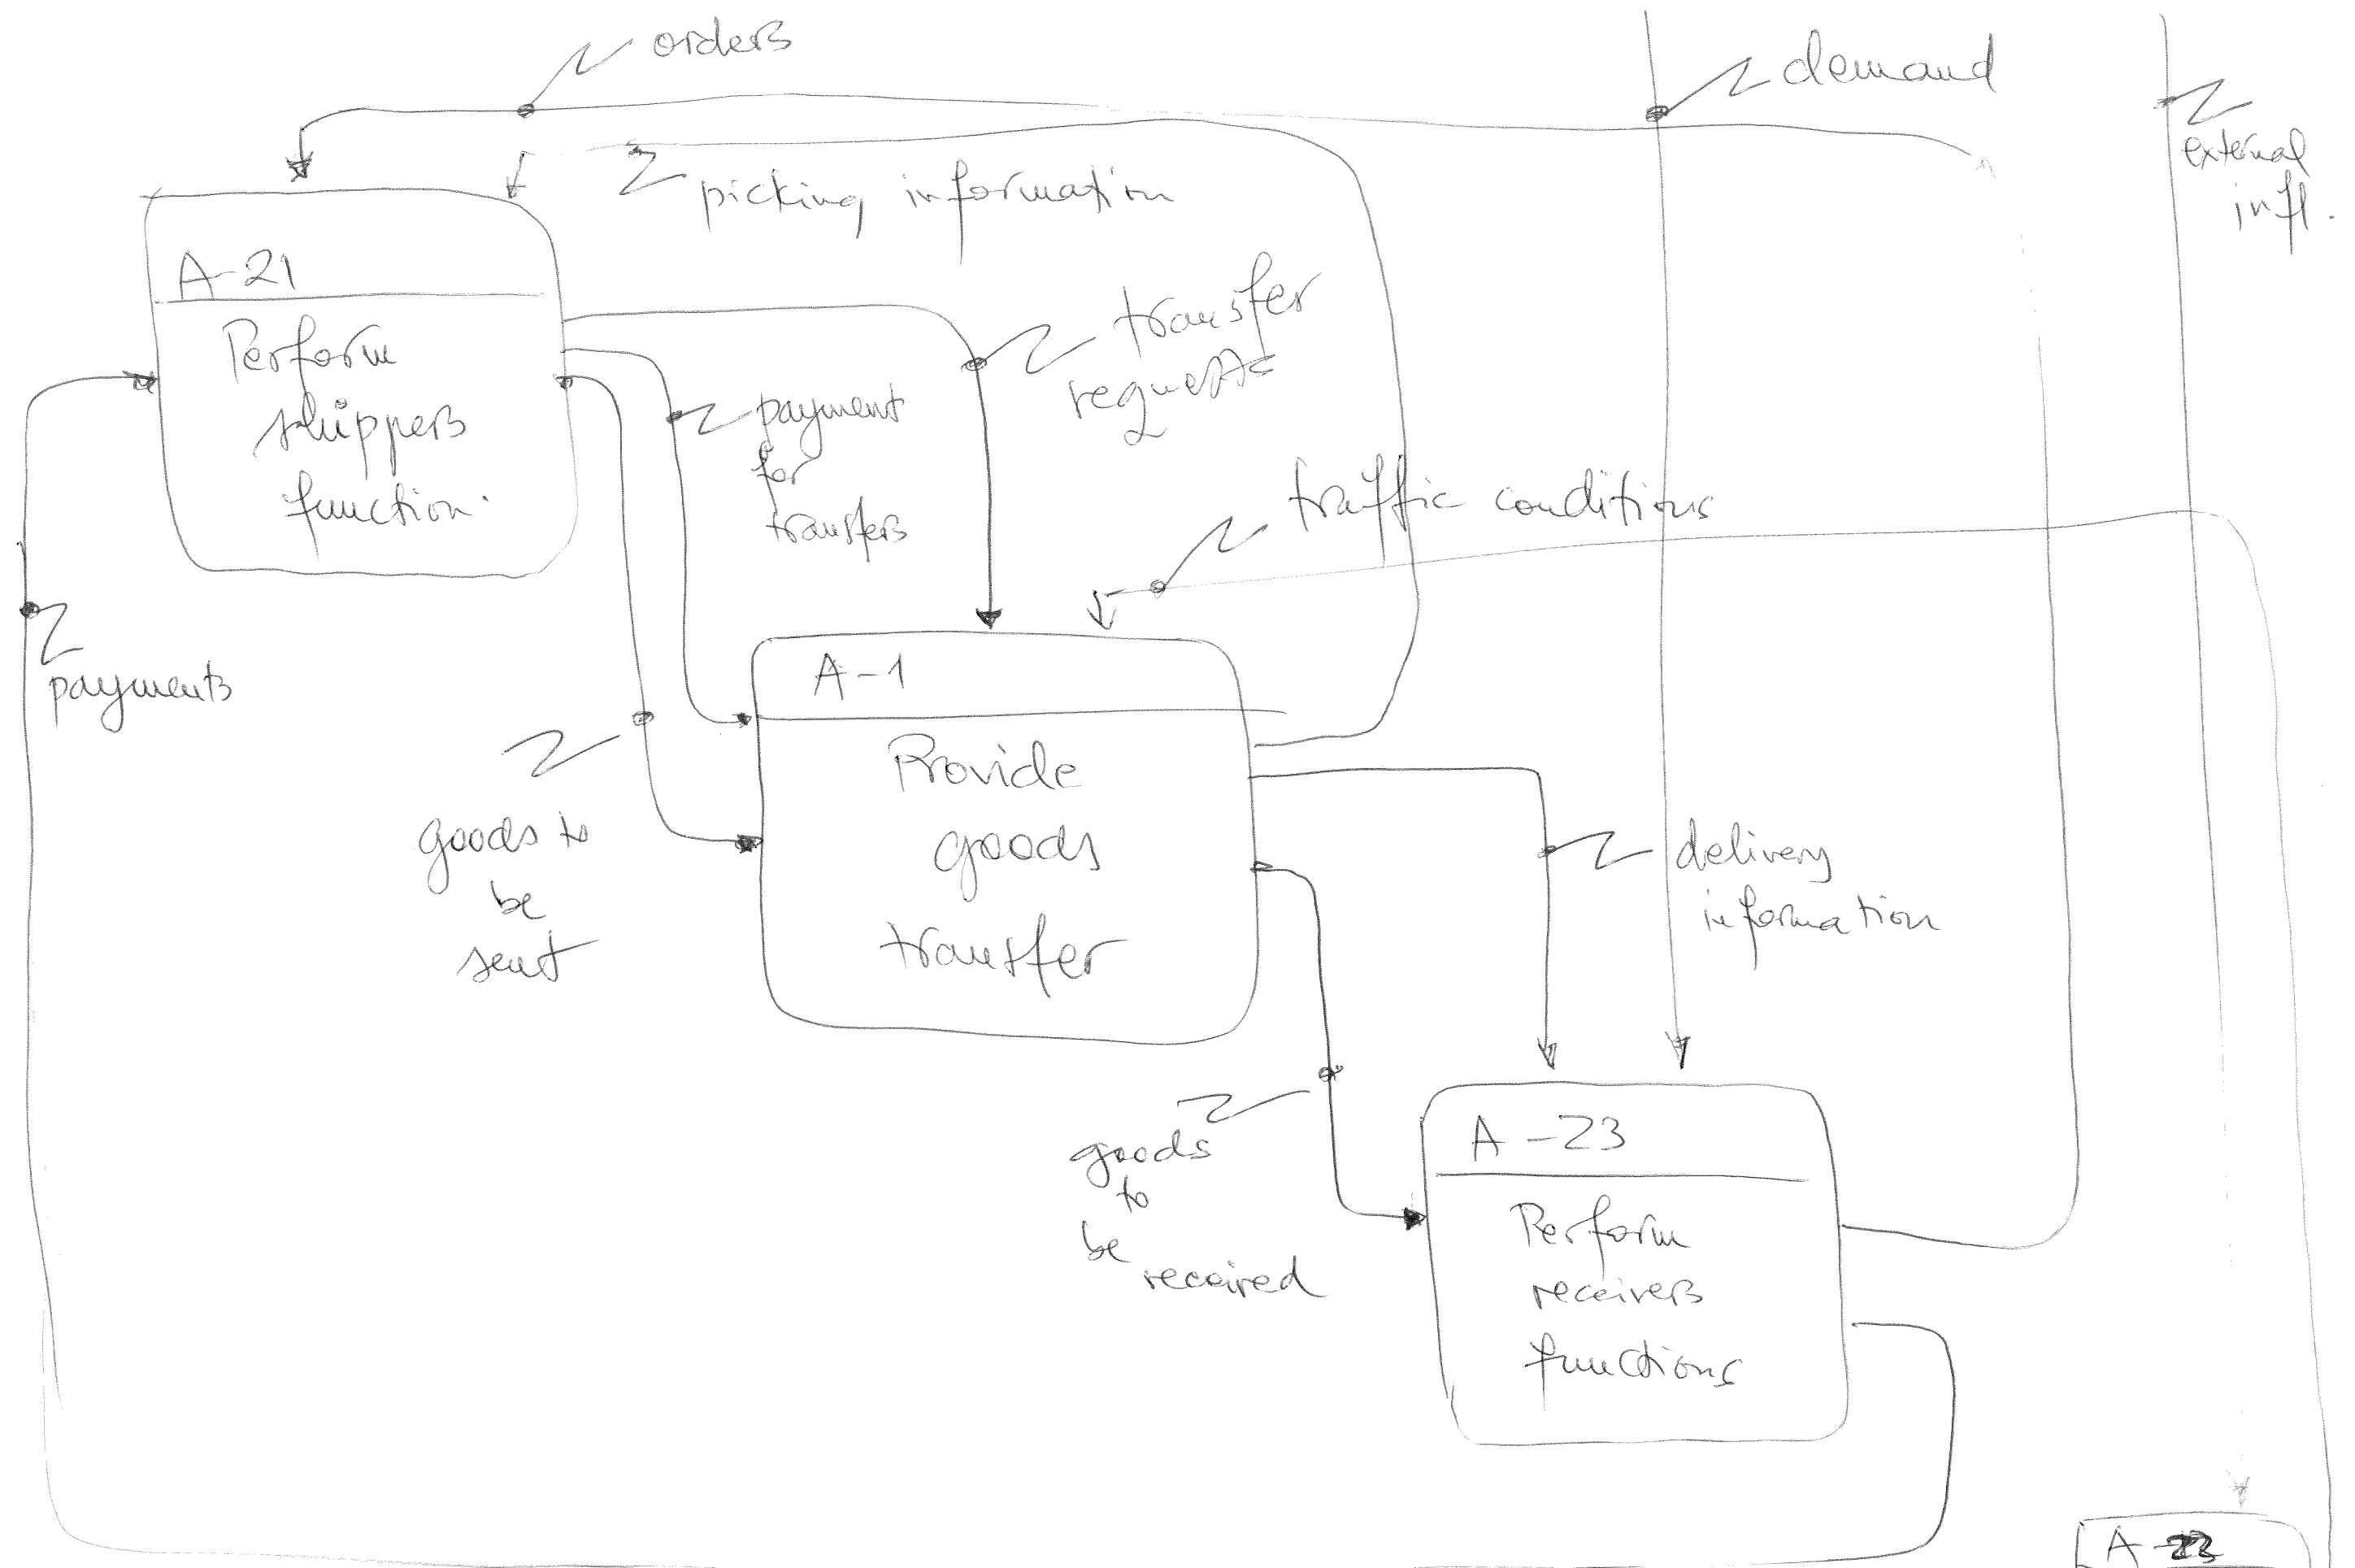 orders
demand
external
infl.
picking information
A-21
Perform
shippers
function.
transfer
requests
payment
for
transfers
traffic conditions
payments
A-1
Provide
goods
transfer
goods to
be
sent
delivery
information
goods
to
be
received
A-23
Perform
receivers
functions